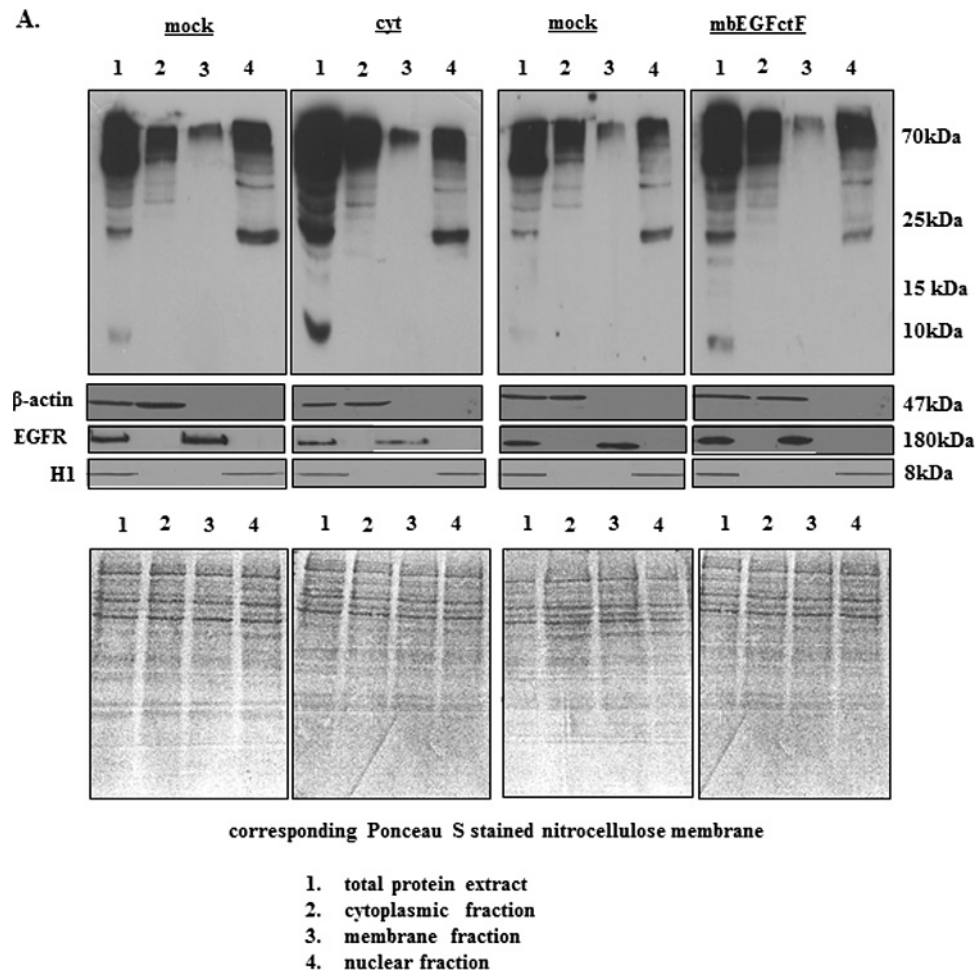 A.
mock cyt mock mbEGFctF
1 2 3 4 1 2 3 4 1 2 3 4 1 2 3 4
70kDa
25kDa
15 kDa
10kDa
β-actin 47kDa
EGFR 180kDa
H1 8kDa
1 2 3 4 1 2 3 4 1 2 3 4 1 2 3 4
corresponding Ponceau S stained nitrocellulose membrane
1. total protein extract
2. cytoplasmic fraction
3. membrane fraction
4. nuclear fraction